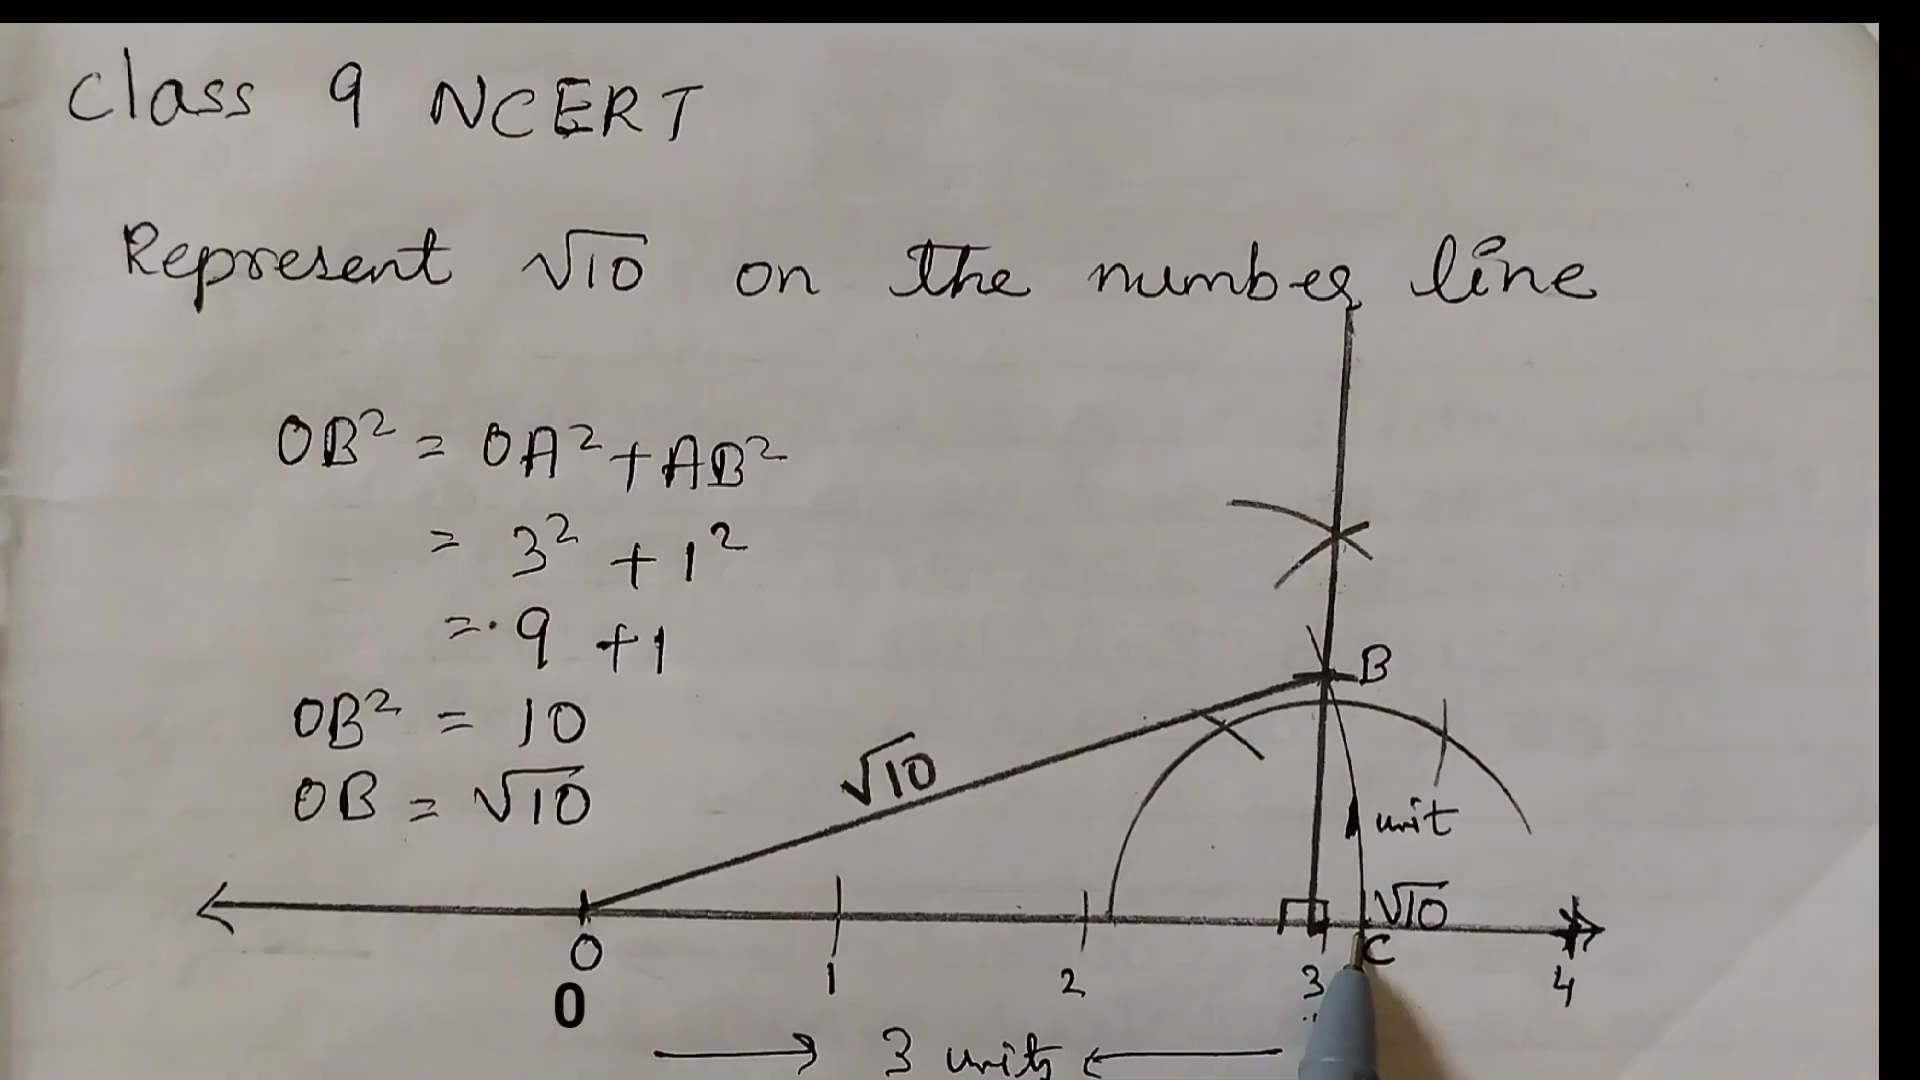 Class 9 NCERT
Represent √10 on the number line
OB² = OA² + AB²
= 3² + 1²
= 9 + 1
OB² = 10
OB = √10
√10
B
unit
√10
C
O
0
1
2
3
4
3 units